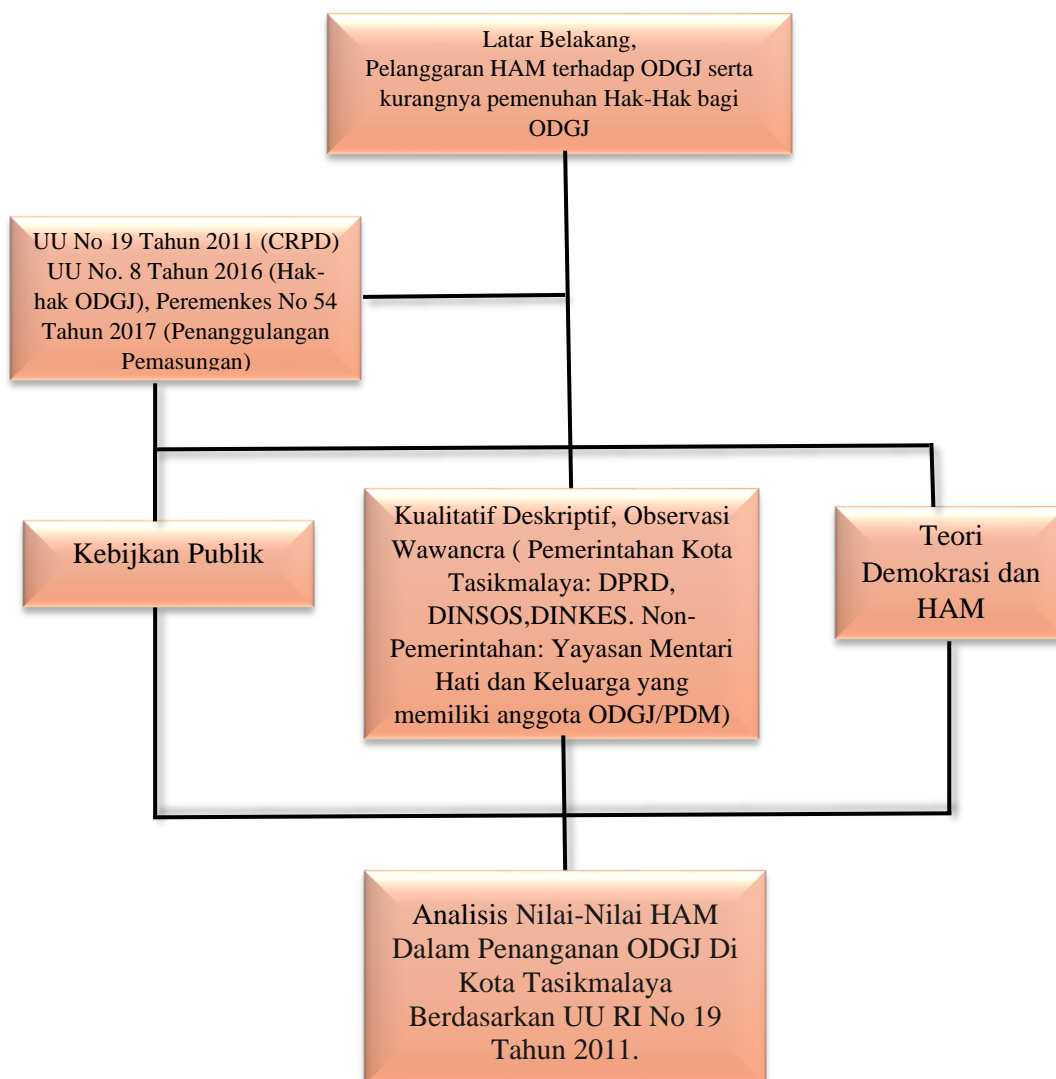 Latar Belakang,
Pelanggaran HAM terhadap ODGJ serta
kurangnya pemenuhan Hak-Hak bagi
ODGJ
UU No 19 Tahun 2011 (CRPD)
UU No. 8 Tahun 2016 (Hak-
hak ODGJ), Peremenkes No 54
Tahun 2017 (Penanggulangan
Pemasungan)
Kebijkan Publik
Kualitatif Deskriptif, Observasi
Wawancra ( Pemerintahan Kota
Tasikmalaya: DPRD,
DINSOS,DINKES. Non-
Pemerintahan: Yayasan Mentari
Hati dan Keluarga yang
memiliki anggota ODGJ/PDM)
Teori
Demokrasi dan
HAM
Analisis Nilai-Nilai HAM
Dalam Penanganan ODGJ Di
Kota Tasikmalaya
Berdasarkan UU RI No 19
Tahun 2011.